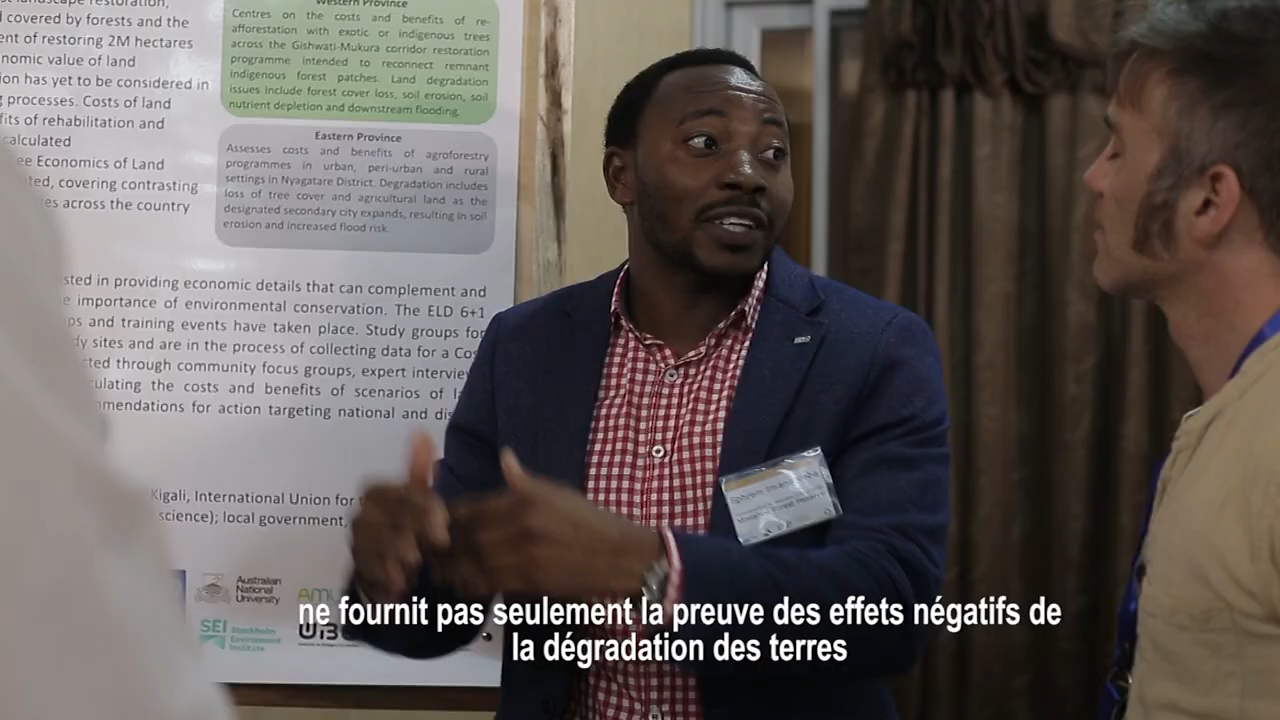 landscape restoration,
covered by forests and the
ent of restoring 2M hectares
nomic value of land
ion has yet to be considered in
g processes. Costs of land
fits of rehabilitation and
calculated
ee Economics of Land
ted, covering contrasting
es across the country
Western Province
Centres on the costs and benefits of re-
afforestation with exotic or indigenous trees
across the Gishwati-Mukura corridor restoration
programme intended to reconnect remnant
indigenous forest patches. Land degradation
issues include forest cover loss, soil erosion, soil
nutrient depletion and downstream flooding.
Eastern Province
Assesses costs and benefits of agroforestry
programmes in urban, peri-urban and rural
settings in Nyagatare District. Degradation includes
loss of tree cover and agricultural land as the
designated secondary city expands, resulting in soil
erosion and increased flood risk.
sted in providing economic details that can complement and
e importance of environmental conservation. The ELD 6+1
ps and training events have taken place. Study groups for
dy sites and are in the process of collecting data for a Cos
cted through community focus groups, expert interview
culating the costs and benefits of scenarios of la
mmendations for action targeting national and dis
Kigali, International Union for
science); local government,
Australian
National
University
SEI Stockholm
Environment
Institute
ne fournit pas seulement la preuve des effets négatifs de
la dégradation des terres